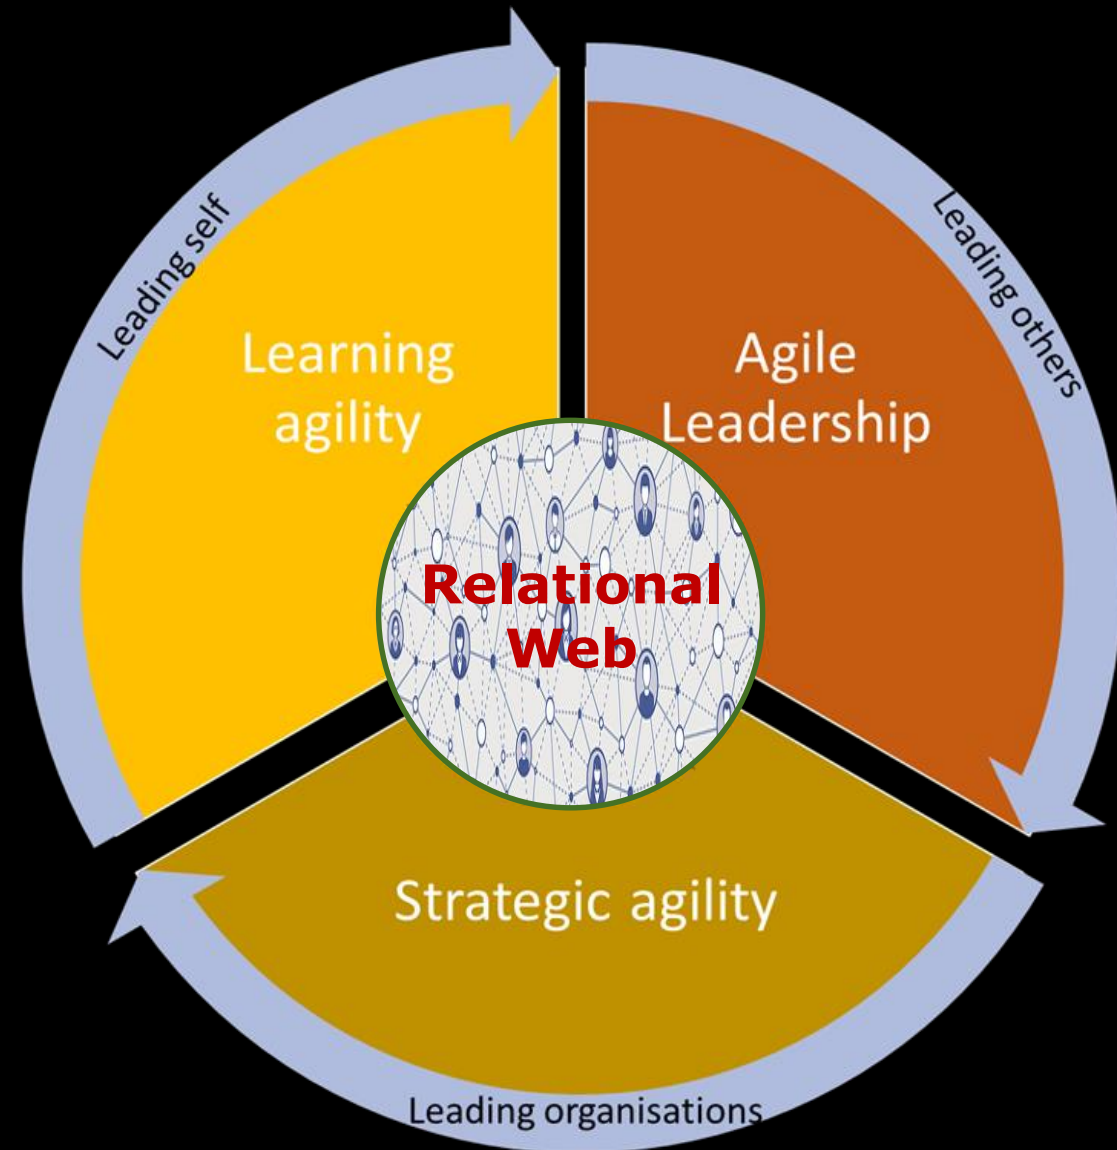 Leading self
Leading others
Learning
agility
Agile
Leadership
Relational
Web
Strategic agility
Leading organisations